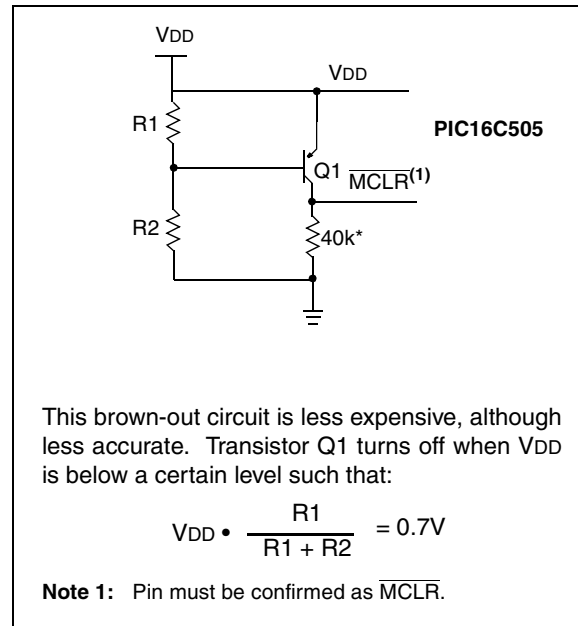 VDD
VDD
R1
PIC16C505
Q1 MCLR(1)
R2
40k*
This brown-out circuit is less expensive, although
less accurate. Transistor Q1 turns off when VDD
is below a certain level such that:
VDD • R1 / R1 + R2 = 0.7V
Note 1: Pin must be confirmed as MCLR.